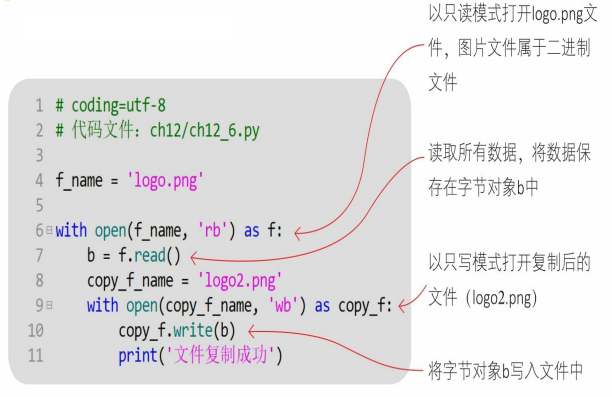 以只读模式打开logo.png文
件，图片文件属于二进制
文件
1 # coding=utf-8
2 # 代码文件：ch12/ch12_6.py
3
4 f_name = 'logo.png'
5
6 with open(f_name, 'rb') as f:
7     b = f.read()
8     copy_f_name = 'logo2.png'
9     with open(copy_f_name, 'wb') as copy_f:
10         copy_f.write(b)
11         print('文件复制成功')
读取所有数据，将数据保
存在字节对象b中
以只写模式打开复制后的
文件（logo2.png）
将字节对象b写入文件中